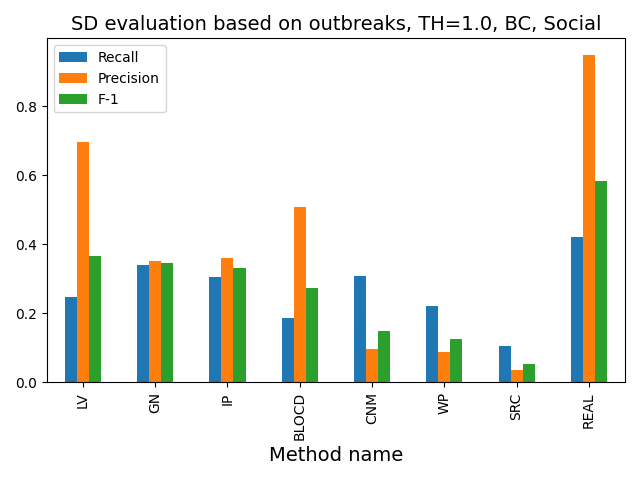 SD evaluation based on outbreaks, TH=1.0, BC, Social
Recall
Precision
F-1
0.8
0.6
0.4
0.2
0.0
LV
GN
IP
BLOCD
CNM
WP
SRC
REAL
Method name